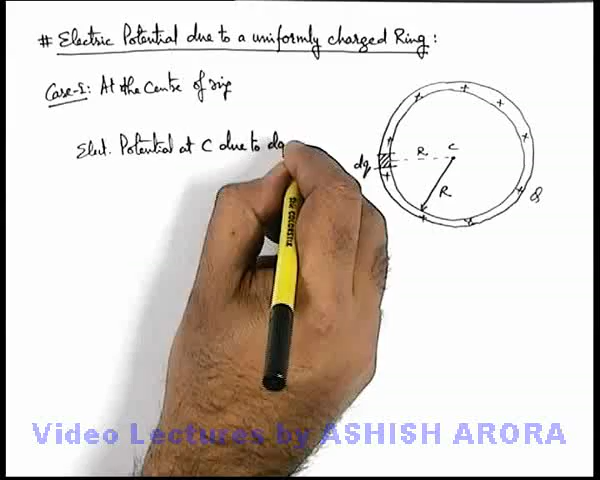 # Electric Potential due to a uniformly charged Ring :
Case-I : At the Centre of ring
Elect. Potential at C due to dq
dq
R
C
R
Q
Video Lectures by ASHISH ARORA